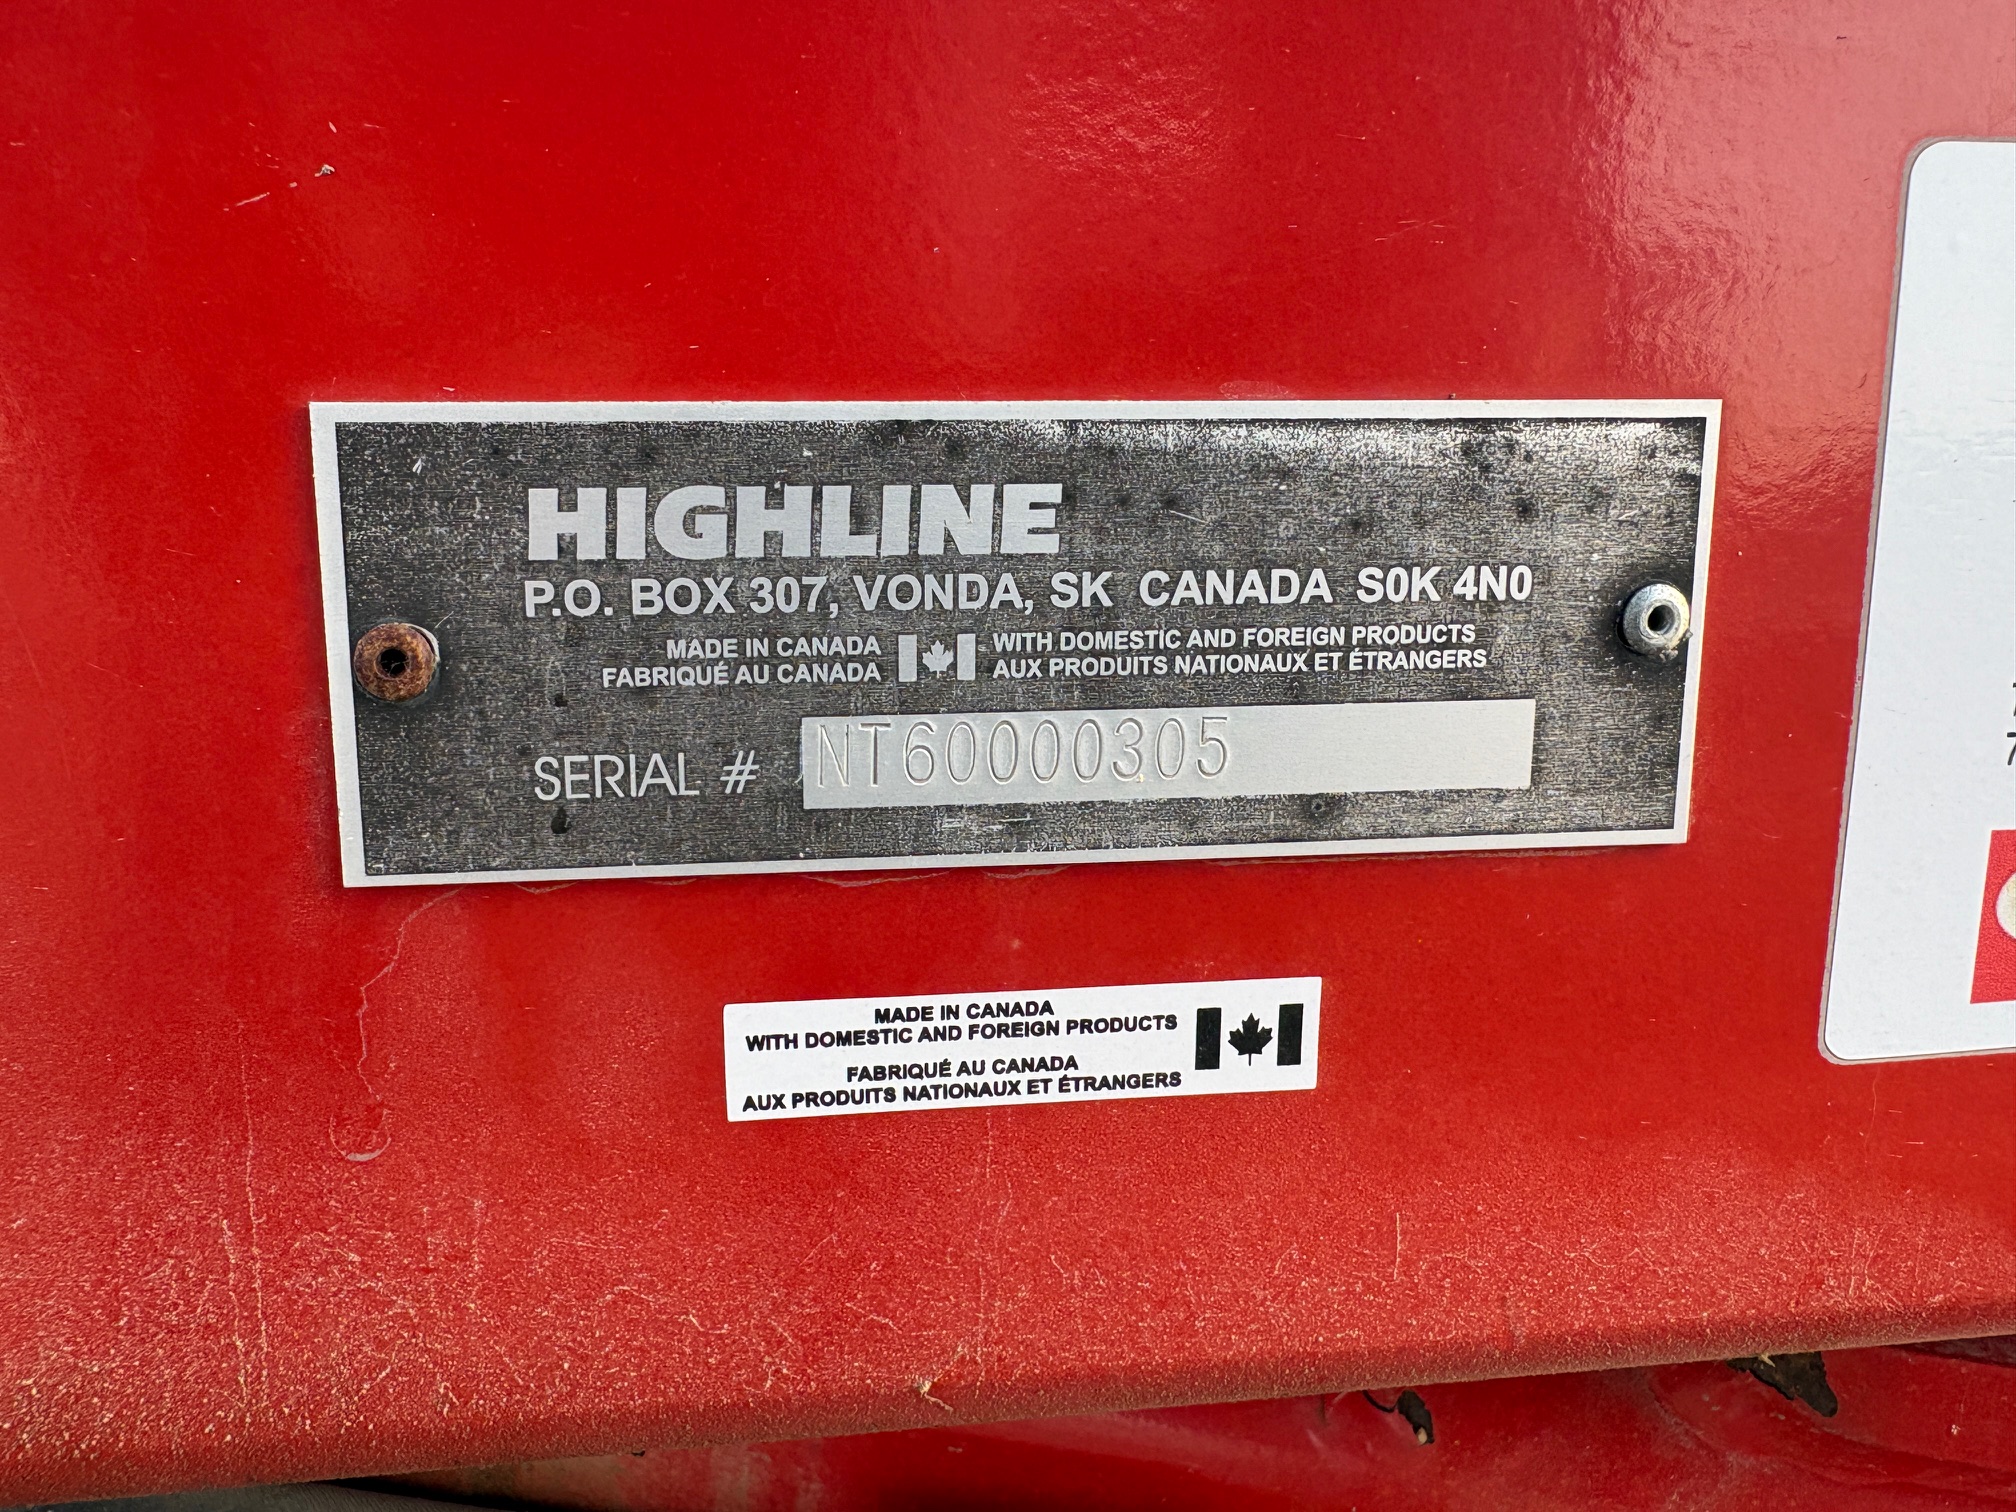 HIGHLINE
P.O. BOX 307, VONDA, SK CANADA S0K 4N0
MADE IN CANADA WITH DOMESTIC AND FOREIGN PRODUCTS
FABRIQUÉ AU CANADA AUX PRODUITS NATIONAUX ET ÉTRANGERS
SERIAL # NT60000305
MADE IN CANADA
WITH DOMESTIC AND FOREIGN PRODUCTS
FABRIQUÉ AU CANADA
AUX PRODUITS NATIONAUX ET ÉTRANGERS